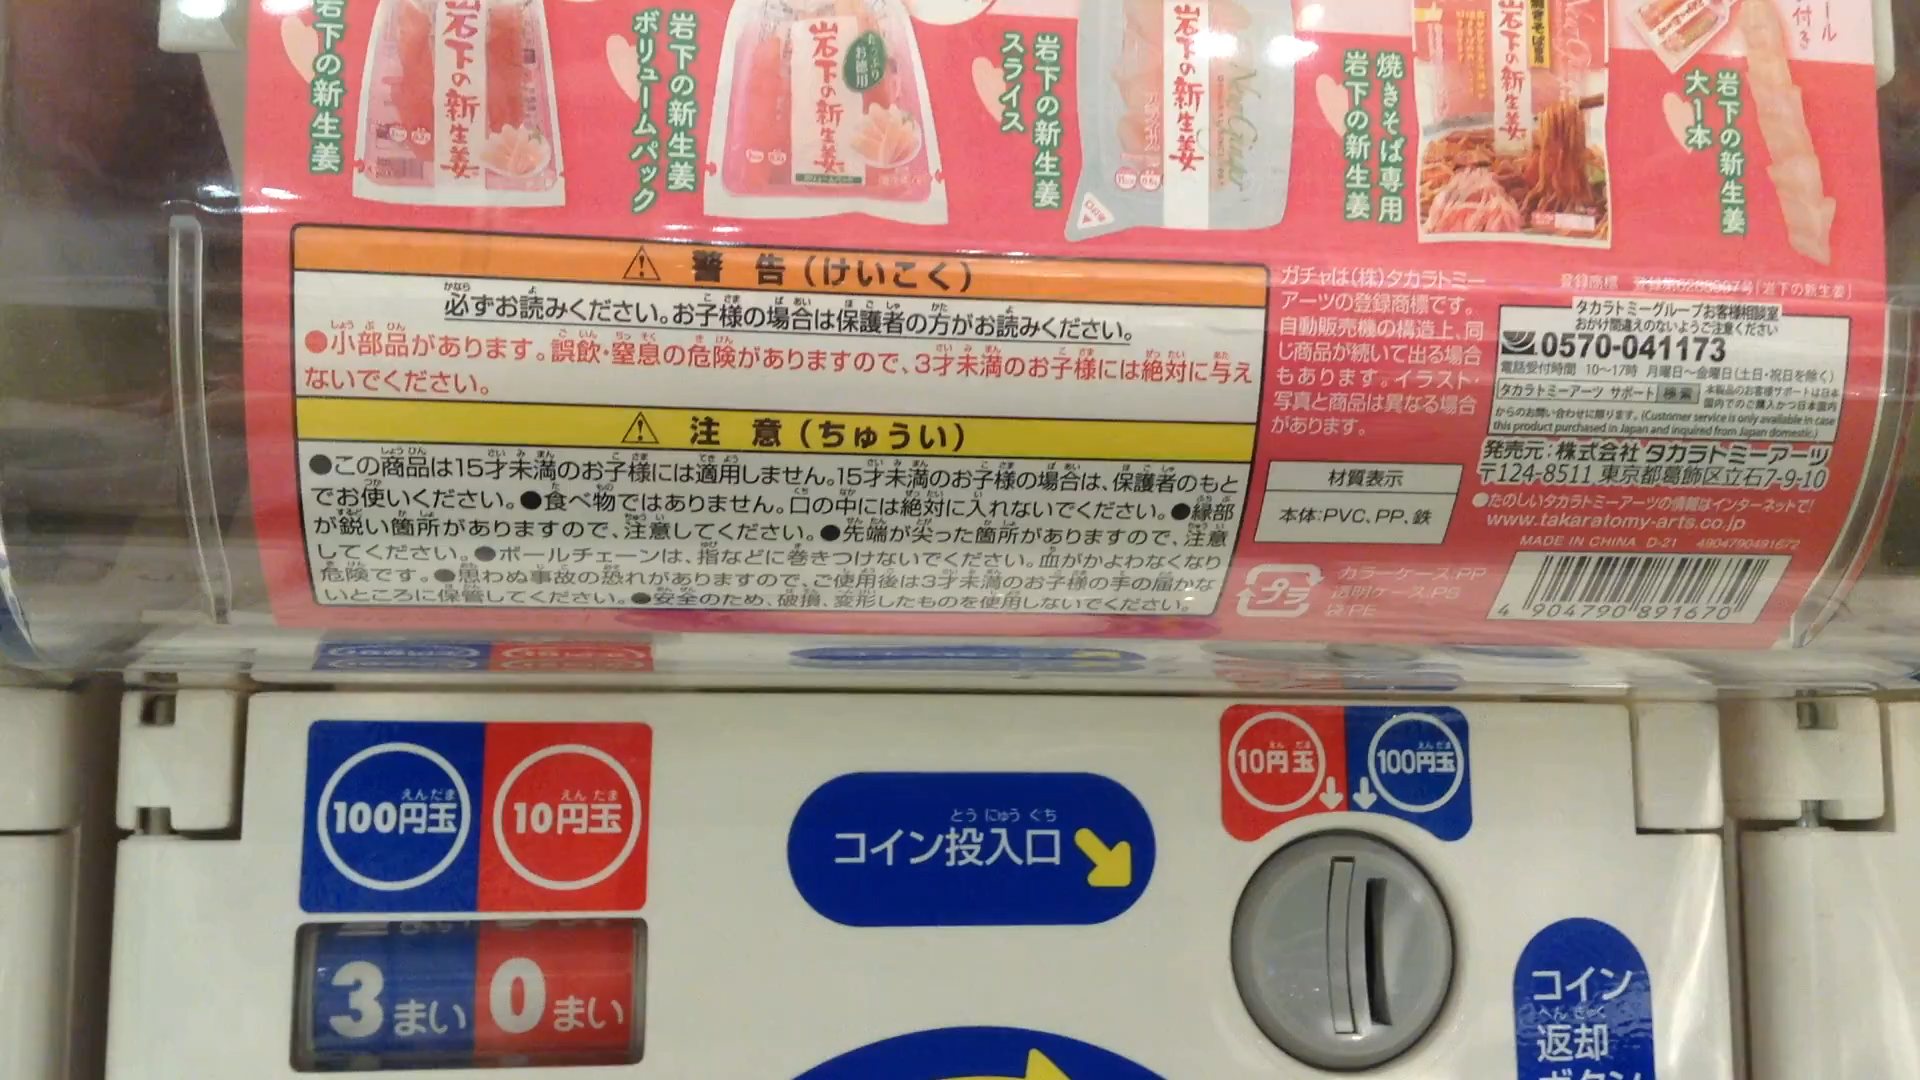 岩下の新生姜
岩下の新生姜
ボリュームパック
岩下の新生姜
スライス
焼きそば専用
岩下の新生姜
岩下の新生姜
大1本
岩下の新生姜
岩下の新生姜
お徳用
岩下の新生姜
岩下の新生姜
警告(けいこく)
必ずお読みください。お子様の場合は保護者の方がお読みください。
●小部品があります。誤飲・窒息の危険がありますので、3才未満のお子様には絶対に与え
ないでください。
注意(ちゅうい)
●この商品は15才未満のお子様には適用しません。15才未満のお子様の場合は、保護者のもと
でお使いください。●食べ物ではありません。口の中には絶対に入れないでください。●縁部
が鋭い箇所がありますので、注意してください。●先端が尖った箇所がありますので、注意
してください。●ボールチェーンは、指などに巻きつけないでください。血がかよわなくなり
危険です。●思わぬ事故の恐れがありますので、ご使用後は3才未満のお子様の手の届かな
いところに保管してください。●安全のため、破損、変形したものを使用しないでください。
ガチャは(株)タカラトミー
アーツの登録商標です。
自動販売機の構造上、同
じ商品が続いて出る場合
もあります。イラスト・
写真と商品は異なる場合
があります。
材質表示
本体:PVC、PP、鉄
プラ
カラーケース:PP
透明ケース:PS
袋:PE
登録商標
[岩下の新生姜]
タカラトミーグループお客様相談室
おかけ間違えのないようご注意ください
0570-041173
電話受付時間 10〜17時 月曜日〜金曜日(土日・祝日を除く)
タカラトミーアーツ サポート 検索 本製品のお客様サポートは日本
国内でのご購入かつ日本国内
からのお問い合わせに限ります。(Customer service is only available in case
this product purchased in Japan and inquired from Japan domestic.)
発売元:株式会社 タカラトミーアーツ
〒124-8511 東京都葛飾区立石7-9-10
●たのしいタカラトミーアーツの情報はインターネットで!
www.takaratomy-arts.co.jp
MADE IN CHINA D-21 4904790491672
4 904790 891670
100円玉 10円玉
3まい 0まい
コイン投入口
10円玉 100円玉
コイン
返却
ボタン